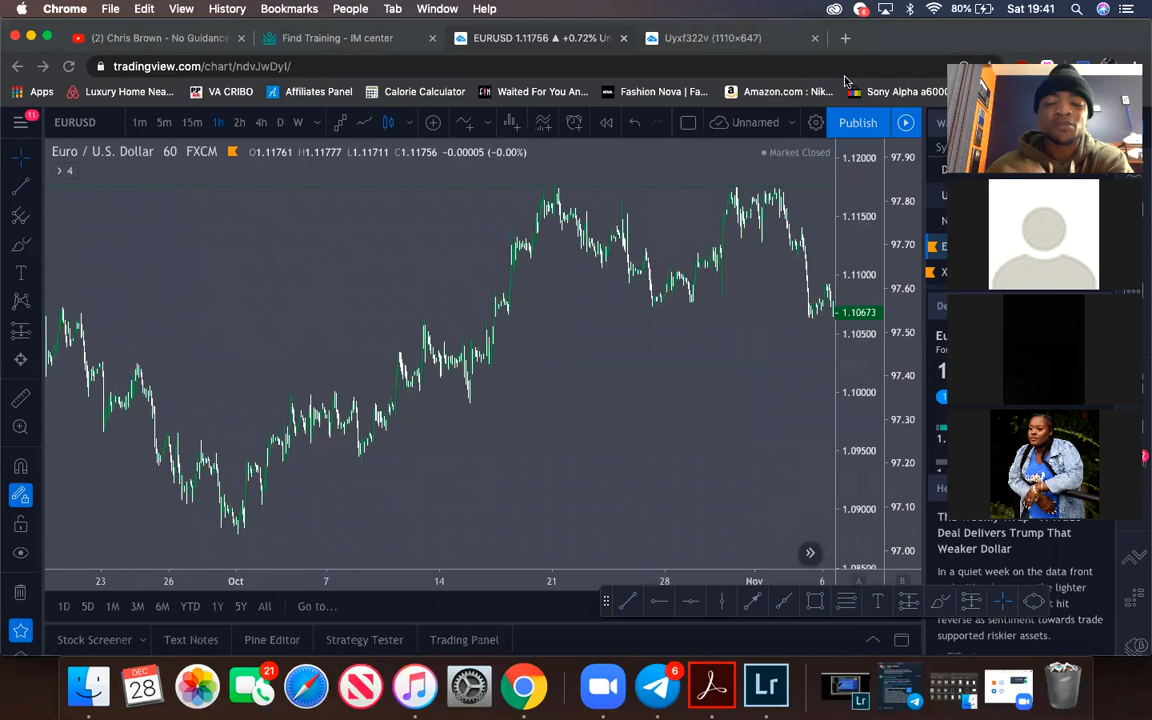 Chrome File Edit View History Bookmarks People Tab Window Help
80% Sat 19:41
(2) Chris Brown - No Guidance
Find Training - IM center
EURUSD 1.11756 ▲ +0.72% Un
Uyxf322v (1110×647)
tradingview.com/chart/ndvJwDyI/
Apps Luxury Home Nea... VA CRIBO Affiliates Panel Calorie Calculator Waited For You An... Fashion Nova | Fa... Amazon.com : Nik... Sony Alpha a6000
11 EURUSD 1m 5m 15m 1h 2h 4h D W Unnamed Publish
Euro / U.S. Dollar 60 FXCM O1.11761 H1.11777 L1.11711 C1.11756 -0.00005 (-0.00%) Market Closed
4
1.12000 97.90
97.80
1.11500
97.70
1.11000
97.60
1.10673
1.10500 97.50
97.40
1.10000
97.30
1.09500
97.20
1.09000 97.10
97.00
1.08500
23 26 Oct 7 14 21 28 Nov 6
A B
1D 5D 1M 3M 6M YTD 1Y 5Y All Go to...
Stock Screener Text Notes Pine Editor Strategy Tester Trading Panel
Deal Delivers Trump That
Weaker Dollar
In a quiet week on the data front
reverse as sentiment towards trade
supported riskier assets.
DEC
28
21
6
Lr